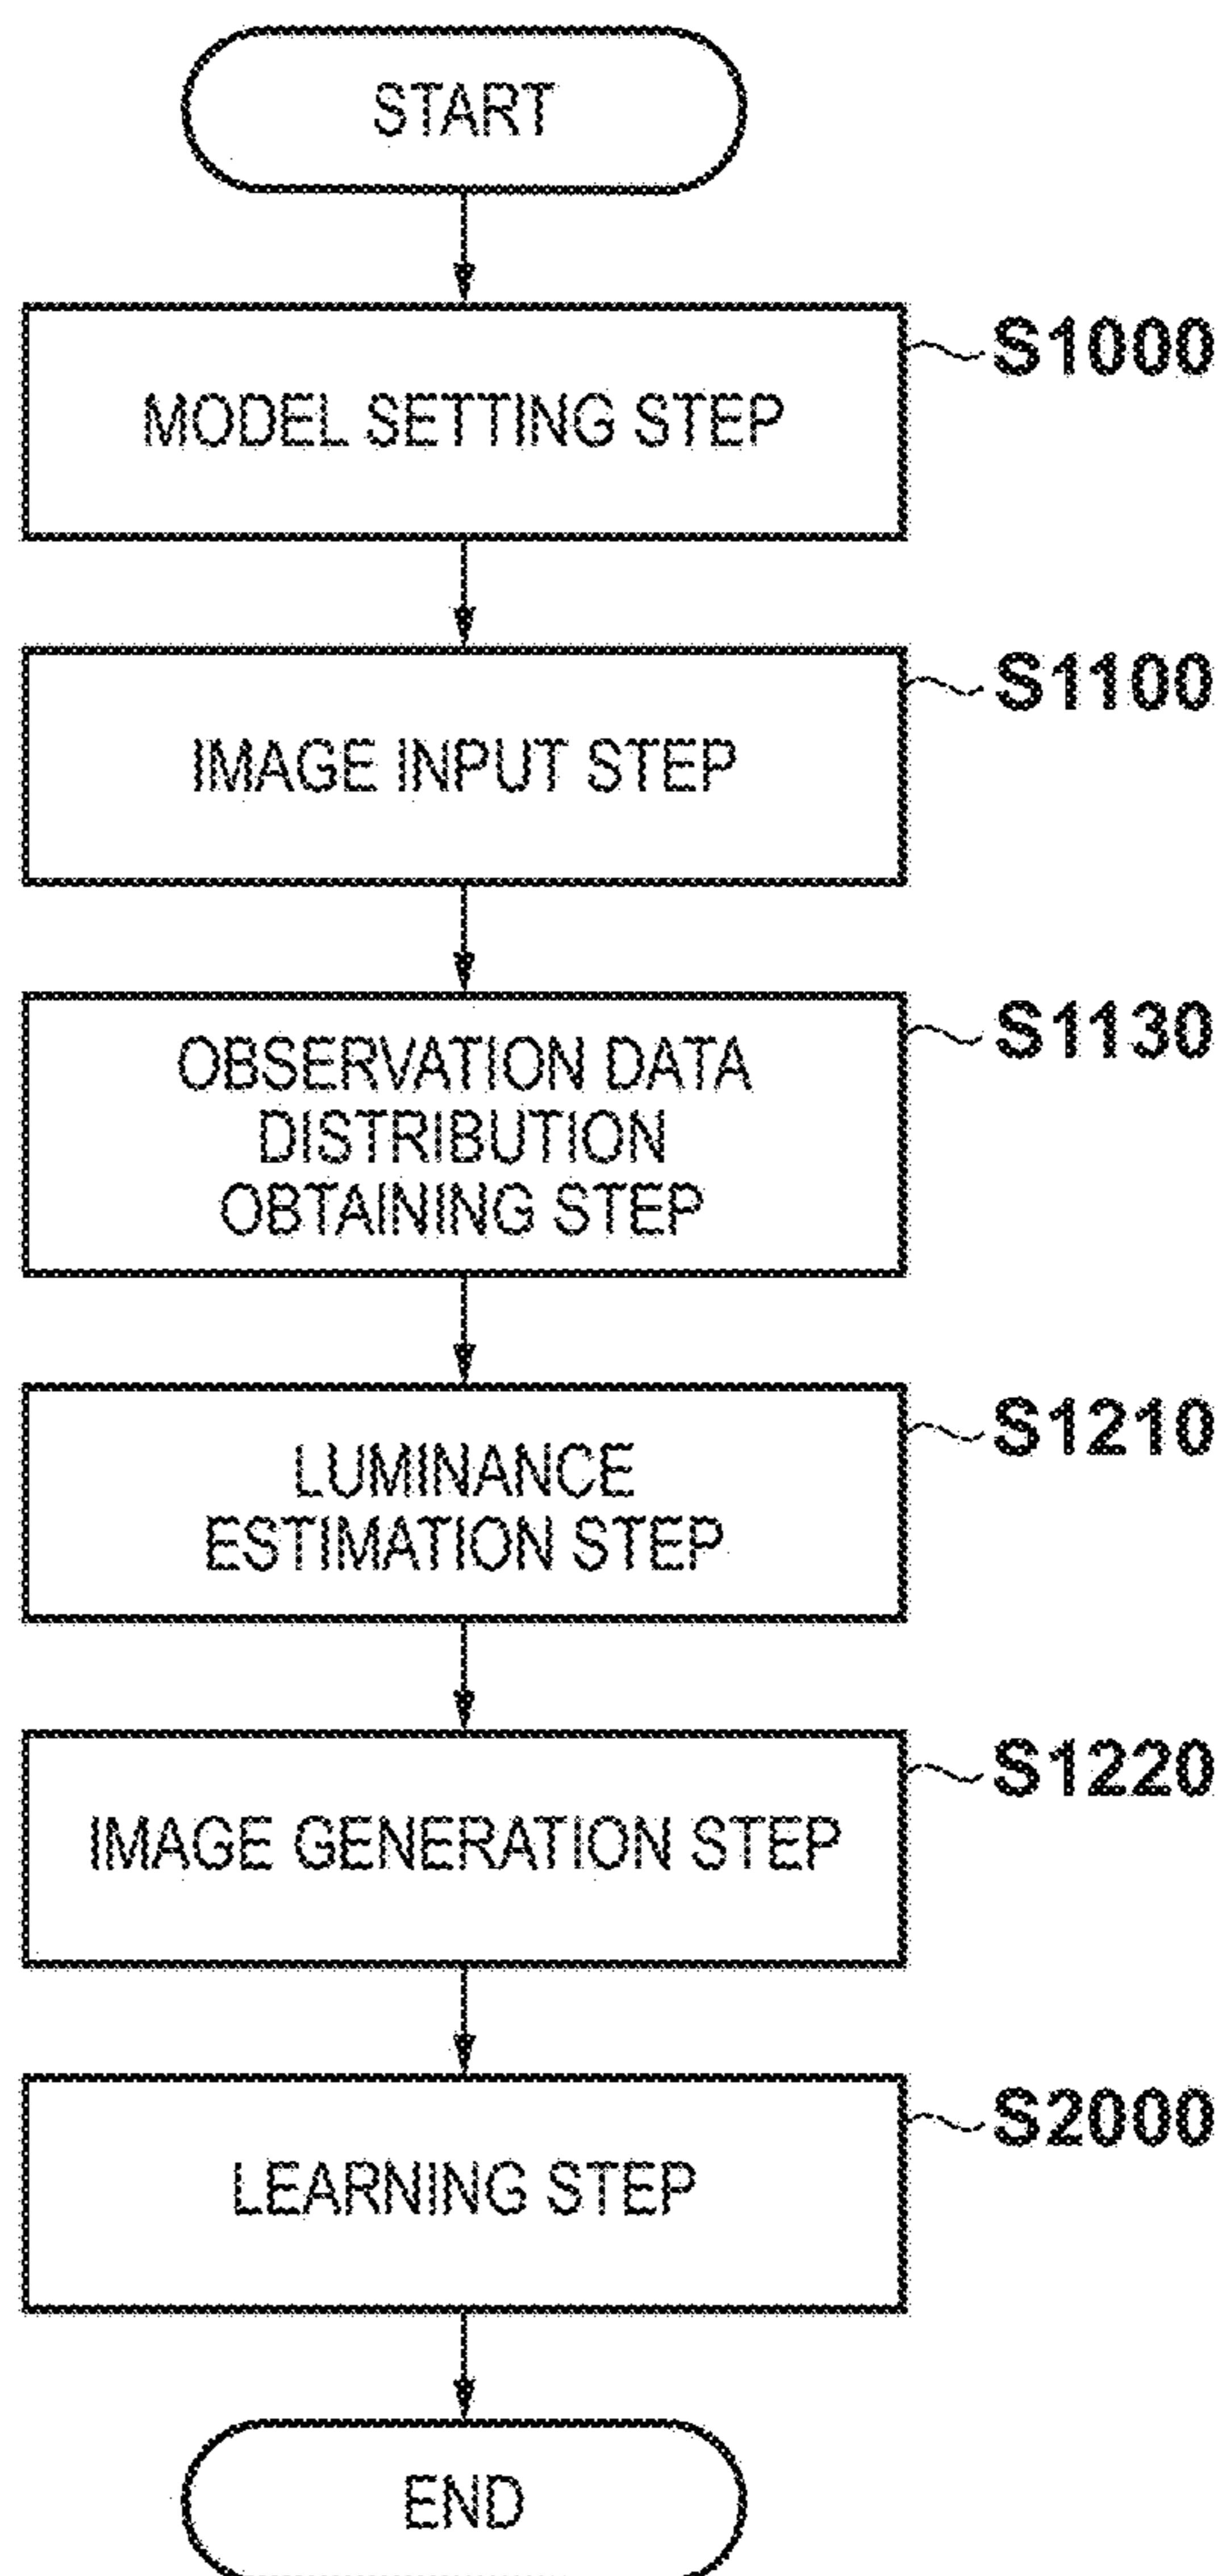 START
S1000
MODEL SETTING STEP
S1100
IMAGE INPUT STEP
S1130
OBSERVATION DATA
DISTRIBUTION
OBTAINING STEP
S1210
LUMINANCE
ESTIMATION STEP
S1220
IMAGE GENERATION STEP
S2000
LEARNING STEP
END